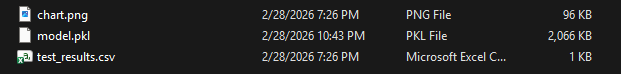 chart.png 2/28/2026 7:26 PM PNG File 96 KB
model.pkl 2/28/2026 10:43 PM PKL File 2,066 KB
test_results.csv 2/28/2026 7:26 PM Microsoft Excel C... 1 KB